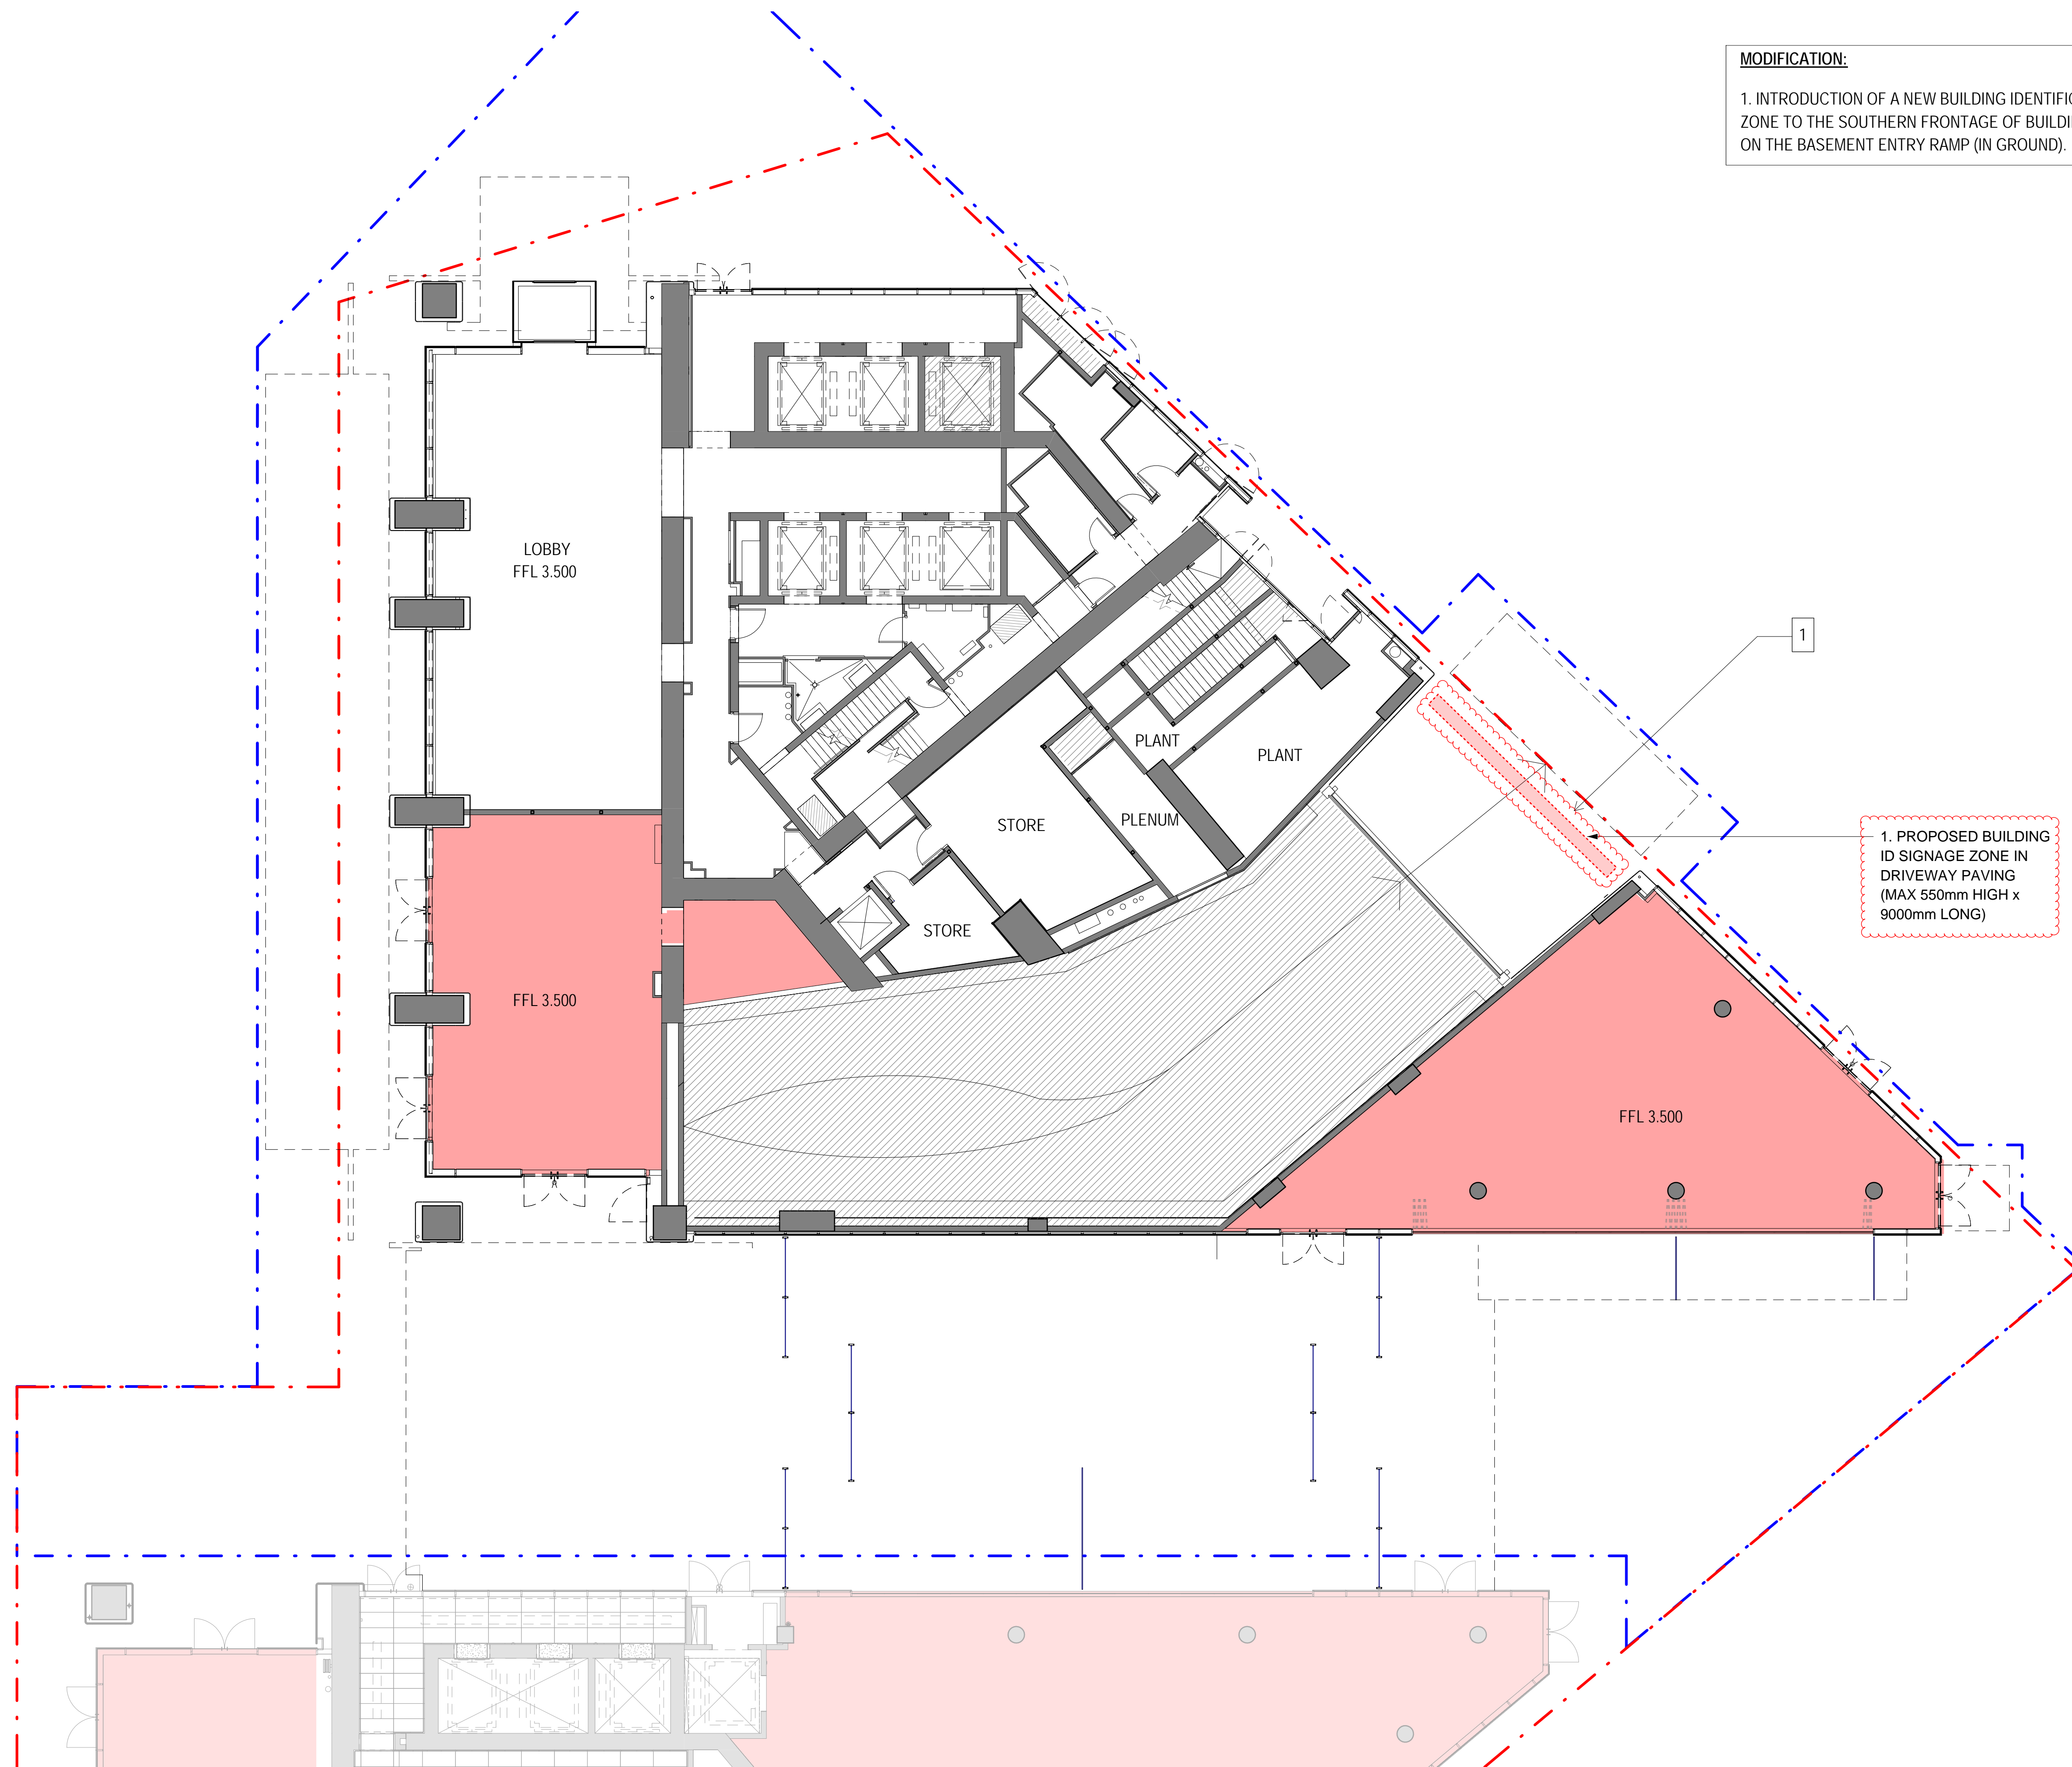 MODIFICATION:
1. INTRODUCTION OF A NEW BUILDING
ZONE TO THE SOUTHERN FRONTAGE OF
ON THE BASEMENT ENTRY RAMP (IN GROUND).
LOBBY
FFL 3.500
1
PLANT
PLANT
STORE
PLENUM
1. PROPOSED BUILDING
ID SIGNAGE ZONE IN
DRIVEWAY PAVING
(MAX 550mm HIGH x
9000mm LONG)
STORE
FFL 3.500
FFL 3.500